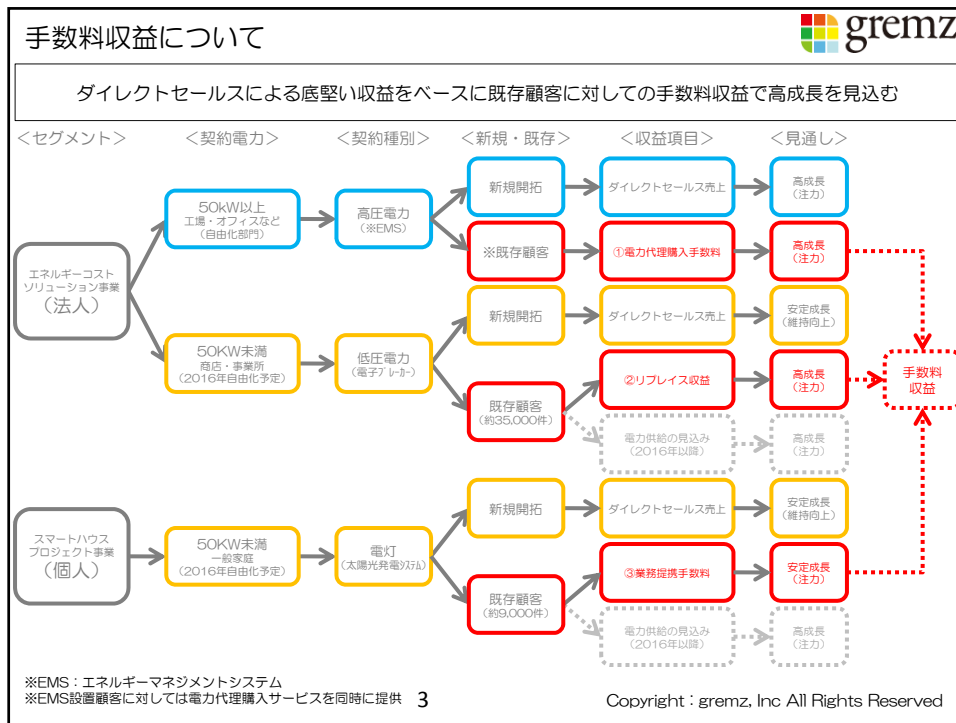 手数料収益について
gremz
ダイレクトセールスによる底堅い収益をベースに既存顧客に対しての手数料収益で高成長を見込む
＜セグメント＞
＜契約電力＞
＜契約種別＞
＜新規・既存＞
＜収益項目＞
＜見通し＞
エネルギーコスト
ソリューション事業
（法人）
50kW以上
工場・オフィスなど
（自由化部門）
高圧電力
（※EMS）
新規開拓
ダイレクトセールス売上
高成長
（注力）
※既存顧客
①電力代理購入手数料
高成長
（注力）
50KW未満
商店・事業所
（2016年自由化予定）
低圧電力
（電子ブレーカー）
新規開拓
ダイレクトセールス売上
安定成長
（維持向上）
既存顧客
（約35,000件）
②リプレイス収益
高成長
（注力）
電力供給の見込み
（2016年以降）
高成長
（注力）
手数料
収益
スマートハウス
プロジェクト事業
（個人）
50KW未満
一般家庭
（2016年自由化予定）
電灯
（太陽光発電システム）
新規開拓
ダイレクトセールス売上
安定成長
（維持向上）
既存顧客
（約9,000件）
③業務提携手数料
安定成長
（注力）
電力供給の見込み
（2016年以降）
高成長
（注力）
※EMS：エネルギーマネジメントシステム
※EMS設置顧客に対しては電力代理購入サービスを同時に提供
3
Copyright：gremz, Inc All Rights Reserved